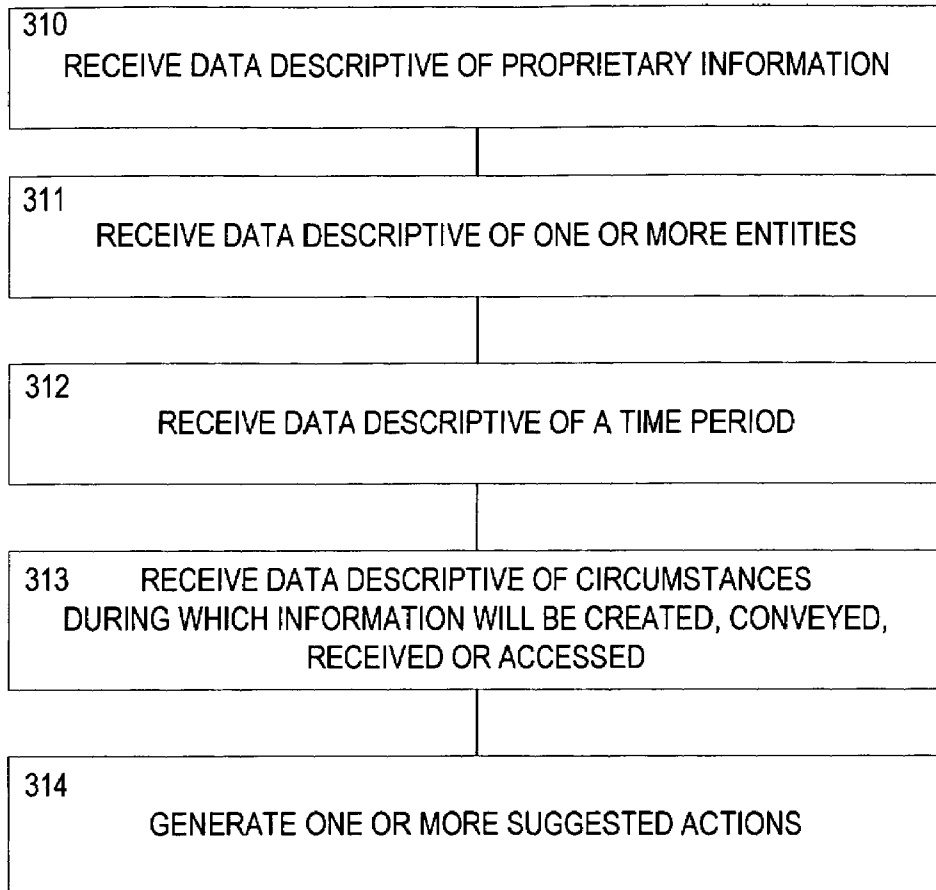 310
RECEIVE DATA DESCRIPTIVE OF PROPRIETARY INFORMATION
311
RECEIVE DATA DESCRIPTIVE OF ONE OR MORE ENTITIES
312
RECEIVE DATA DESCRIPTIVE OF A TIME PERIOD
313 RECEIVE DATA DESCRIPTIVE OF CIRCUMSTANCES
DURING WHICH INFORMATION WILL BE CREATED, CONVEYED,
RECEIVED OR ACCESSED
314
GENERATE ONE OR MORE SUGGESTED ACTIONS